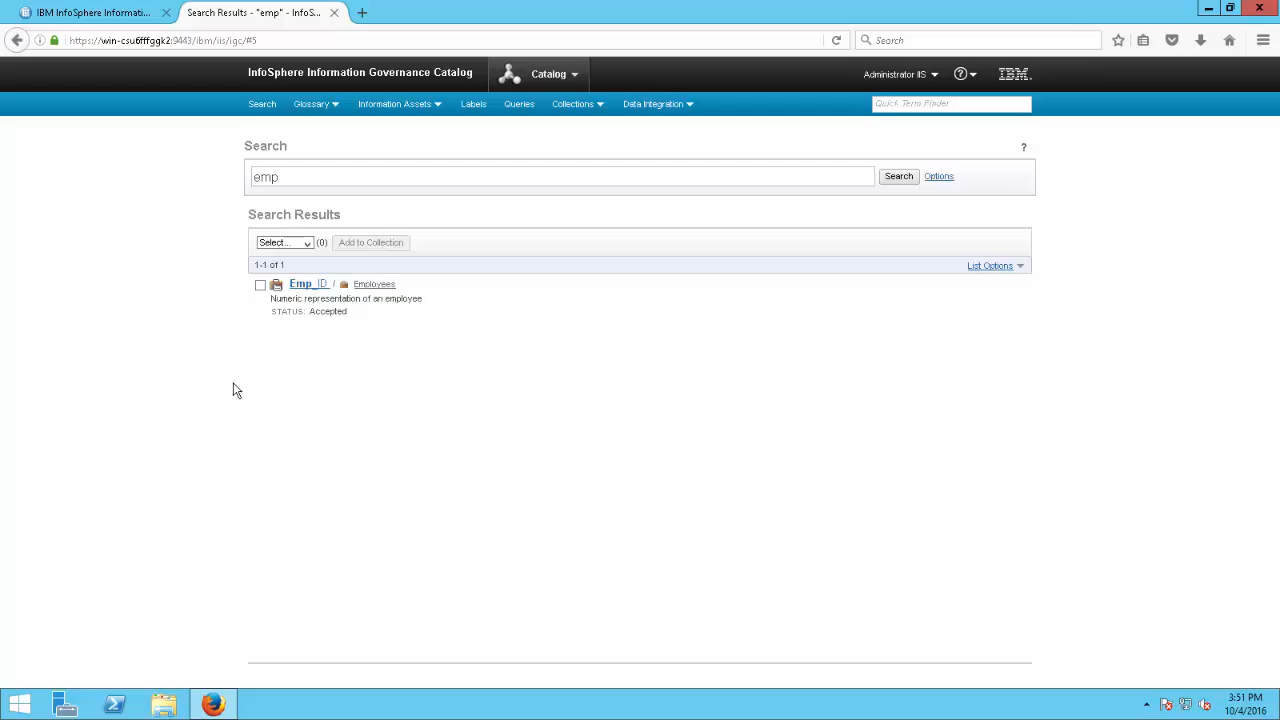 IBM InfoSphere Informati...
Search Results - "emp" - InfoS...
https://win-csu6fffggk2:9443/ibm/iis/igc/#5
Search
InfoSphere Information Governance Catalog
Catalog
Administrator IIS
?
IBM.
Search
Glossary
Information Assets
Labels
Queries
Collections
Data Integration
Quick Term Finder
Search
?
emp
Search
Options
Search Results
Select...
(0)
Add to Collection
1-1 of 1
List Options
Emp_ID / Employees
Numeric representation of an employee
STATUS: Accepted
3:51 PM
10/4/2016